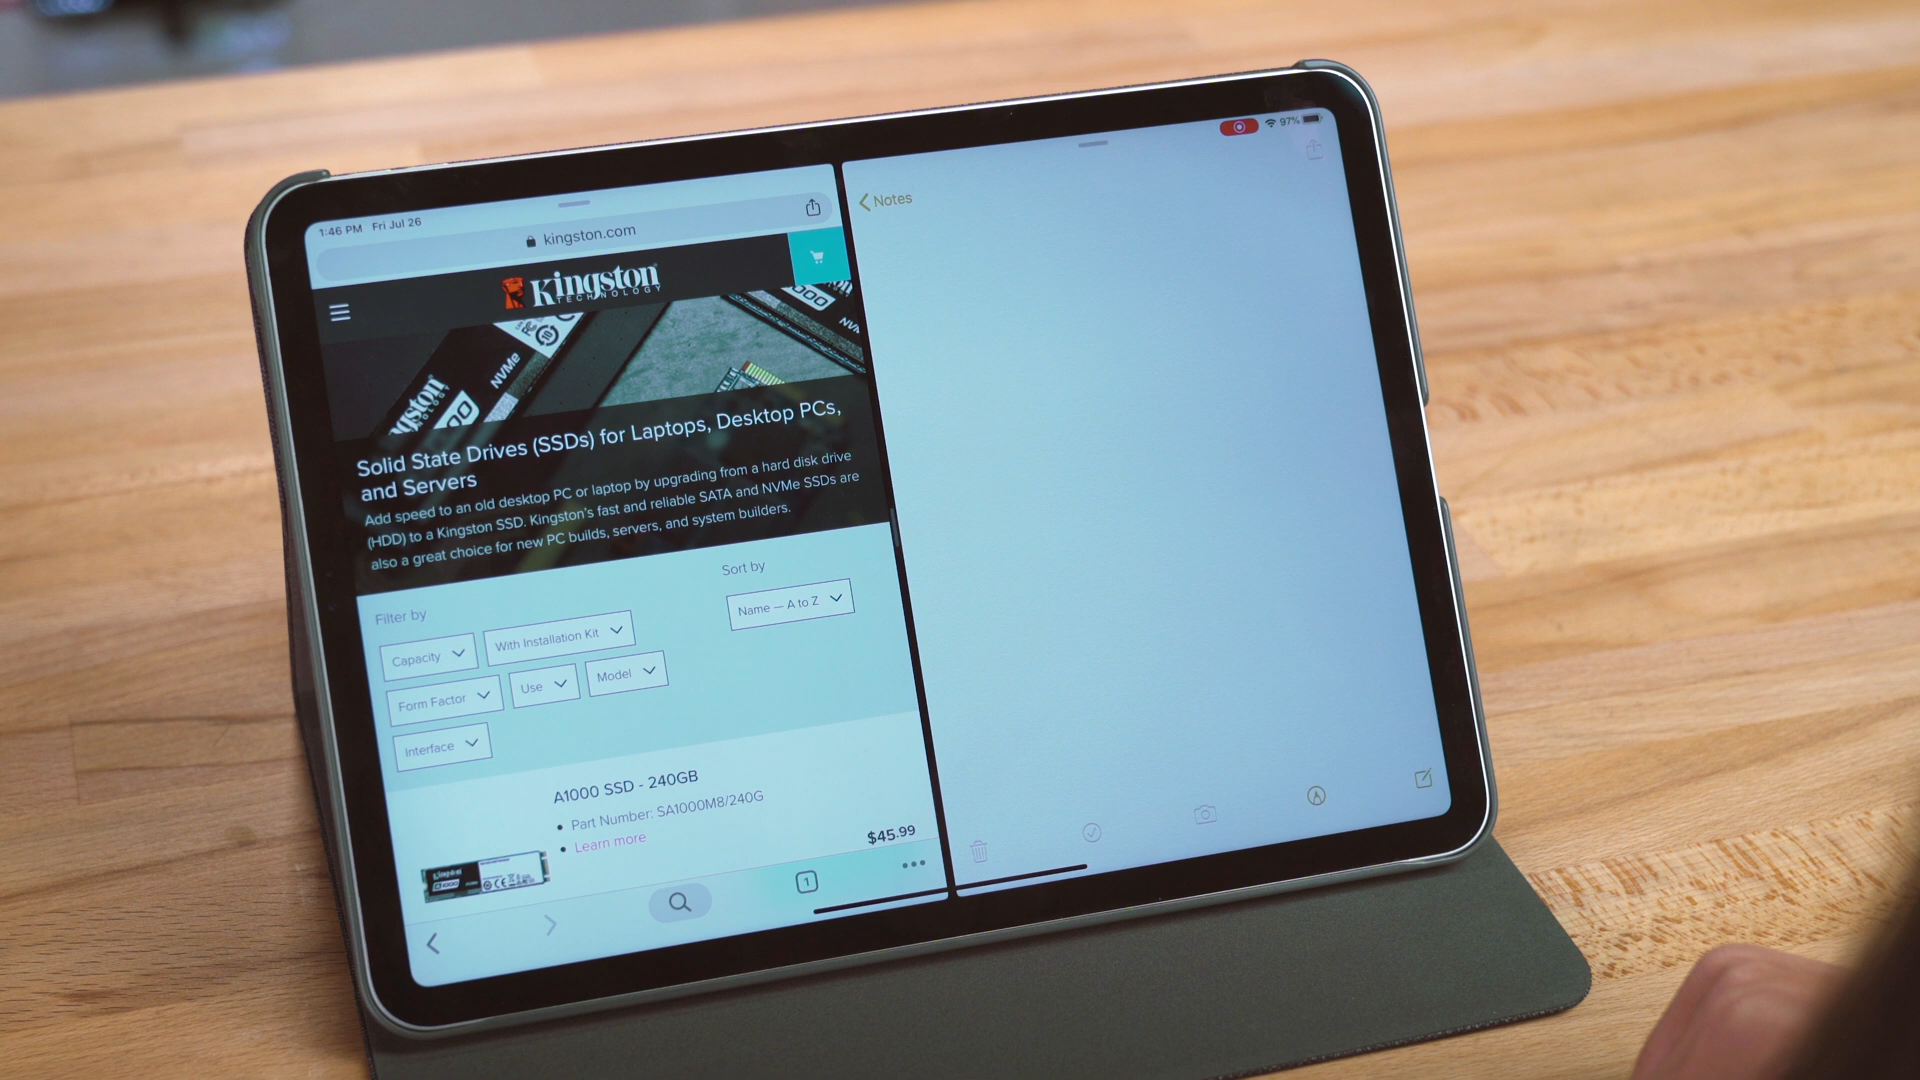 1:46 PM Fri Jul 26
97%
kingston.com
Notes
Kingston
TECHNOLOGY
NVMe
Solid State Drives (SSDs) for Laptops, Desktop PCs,
and Servers
Add speed to an old desktop PC or laptop by upgrading from a hard disk drive
(HDD) to a Kingston SSD. Kingston's fast and reliable SATA and NVMe SSDs are
also a great choice for new PC builds, servers, and system builders.
Filter by
Sort by
Capacity
With Installation Kit
Name — A to Z
Form Factor
Use
Model
Interface
A1000 SSD - 240GB
• Part Number: SA1000M8/240G
• Learn more
$45.99
Kingston
A1000
1